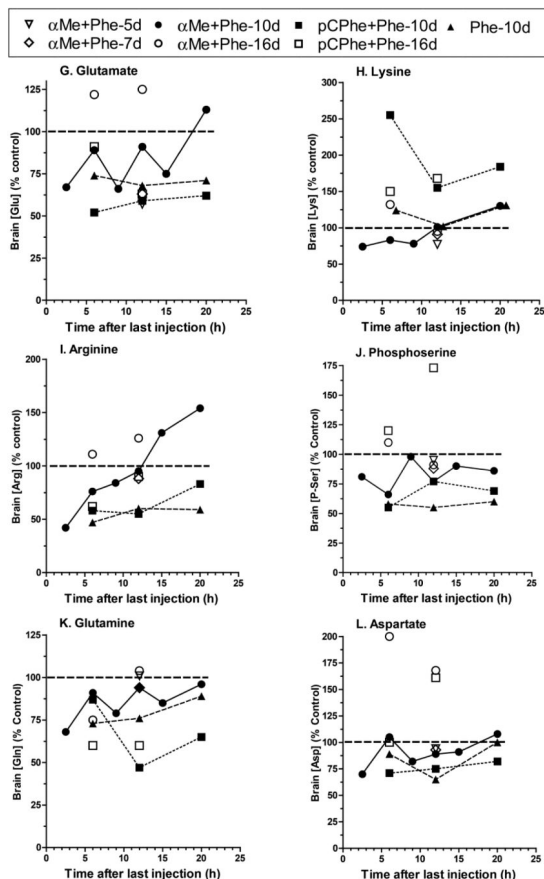 ▽ αMe+Phe-5d ● αMe+Phe-10d ■ pCPhe+Phe-10d ▲ Phe-10d
◇ αMe+Phe-7d ○ αMe+Phe-16d □ pCPhe+Phe-16d
G. Glutamate
Brain [Glu] (% control)
125
100
75
50
25
0
0 5 10 15 20 25
Time after last injection (h)
H. Lysine
Brain [Lys] (% control)
300
250
200
150
100
50
0
0 5 10 15 20 25
Time after last injection (h)
I. Arginine
Brain [Arg] (% control)
200
150
100
50
0
0 5 10 15 20 25
Time after last injection (h)
J. Phosphoserine
Brain [P-Ser] (% Control)
175
150
125
100
75
50
25
0
0 5 10 15 20 25
Time after last injection (h)
K. Glutamine
Brain [Gln] (% control)
125
100
75
50
25
0
0 5 10 15 20 25
Time after last injection (h)
L. Aspartate
Brain [Asp] (% Control)
200
175
150
125
100
75
50
25
0
0 5 10 15 20 25
Time after last injection (h)